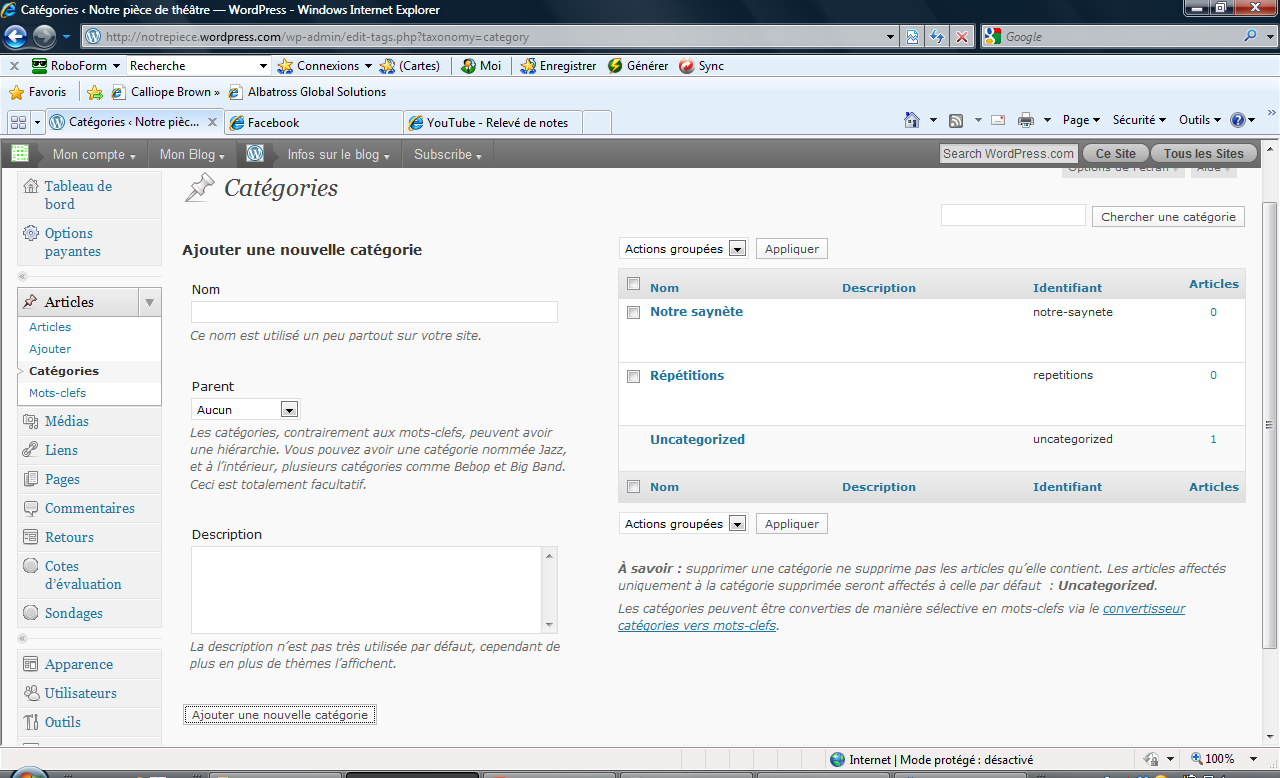 Catégories ‹ Notre pièce de théâtre — WordPress - Windows Internet Explorer
http://notrepiece.wordpress.com/wp-admin/edit-tags.php?taxonomy=category
Google
RoboForm
Recherche
Connexions
(Cartes)
Moi
Enregistrer
Générer
Sync
Favoris
Calliope Brown »
Albatross Global Solutions
Catégories ‹ Notre pièc...
Facebook
YouTube - Relevé de notes
Page
Sécurité
Outils
»
Mon compte
Mon Blog
Infos sur le blog
Subscribe
Search WordPress.com
Ce Site
Tous les Sites
Options de l'écran
Aide
Tableau de
bord
Options
payantes
Articles
Articles
Ajouter
Catégories
Mots-clefs
Médias
Liens
Pages
Commentaires
Retours
Cotes
d'évaluation
Sondages
Apparence
Utilisateurs
Outils
Catégories
Chercher une catégorie
Ajouter une nouvelle catégorie
Nom
Ce nom est utilisé un peu partout sur votre site.
Parent
Aucun
Les catégories, contrairement aux mots-clefs, peuvent avoir
une hiérarchie. Vous pouvez avoir une catégorie nommée Jazz,
et à l'intérieur, plusieurs catégories comme Bebop et Big Band.
Ceci est totalement facultatif.
Description
La description n'est pas très utilisée par défaut, cependant de
plus en plus de thèmes l'affichent.
Ajouter une nouvelle catégorie
Actions groupées
Appliquer
Nom Description Identifiant Articles
Notre saynète notre-saynete 0
Répétitions repetitions 0
Uncategorized uncategorized 1
Nom Description Identifiant Articles
Actions groupées
Appliquer
À savoir : supprimer une catégorie ne supprime pas les articles qu'elle contient. Les articles affectés
uniquement à la catégorie supprimée seront affectés à celle par défaut : Uncategorized.
Les catégories peuvent être converties de manière sélective en mots-clefs via le convertisseur
catégories vers mots-clefs.
Internet | Mode protégé : désactivé
100%